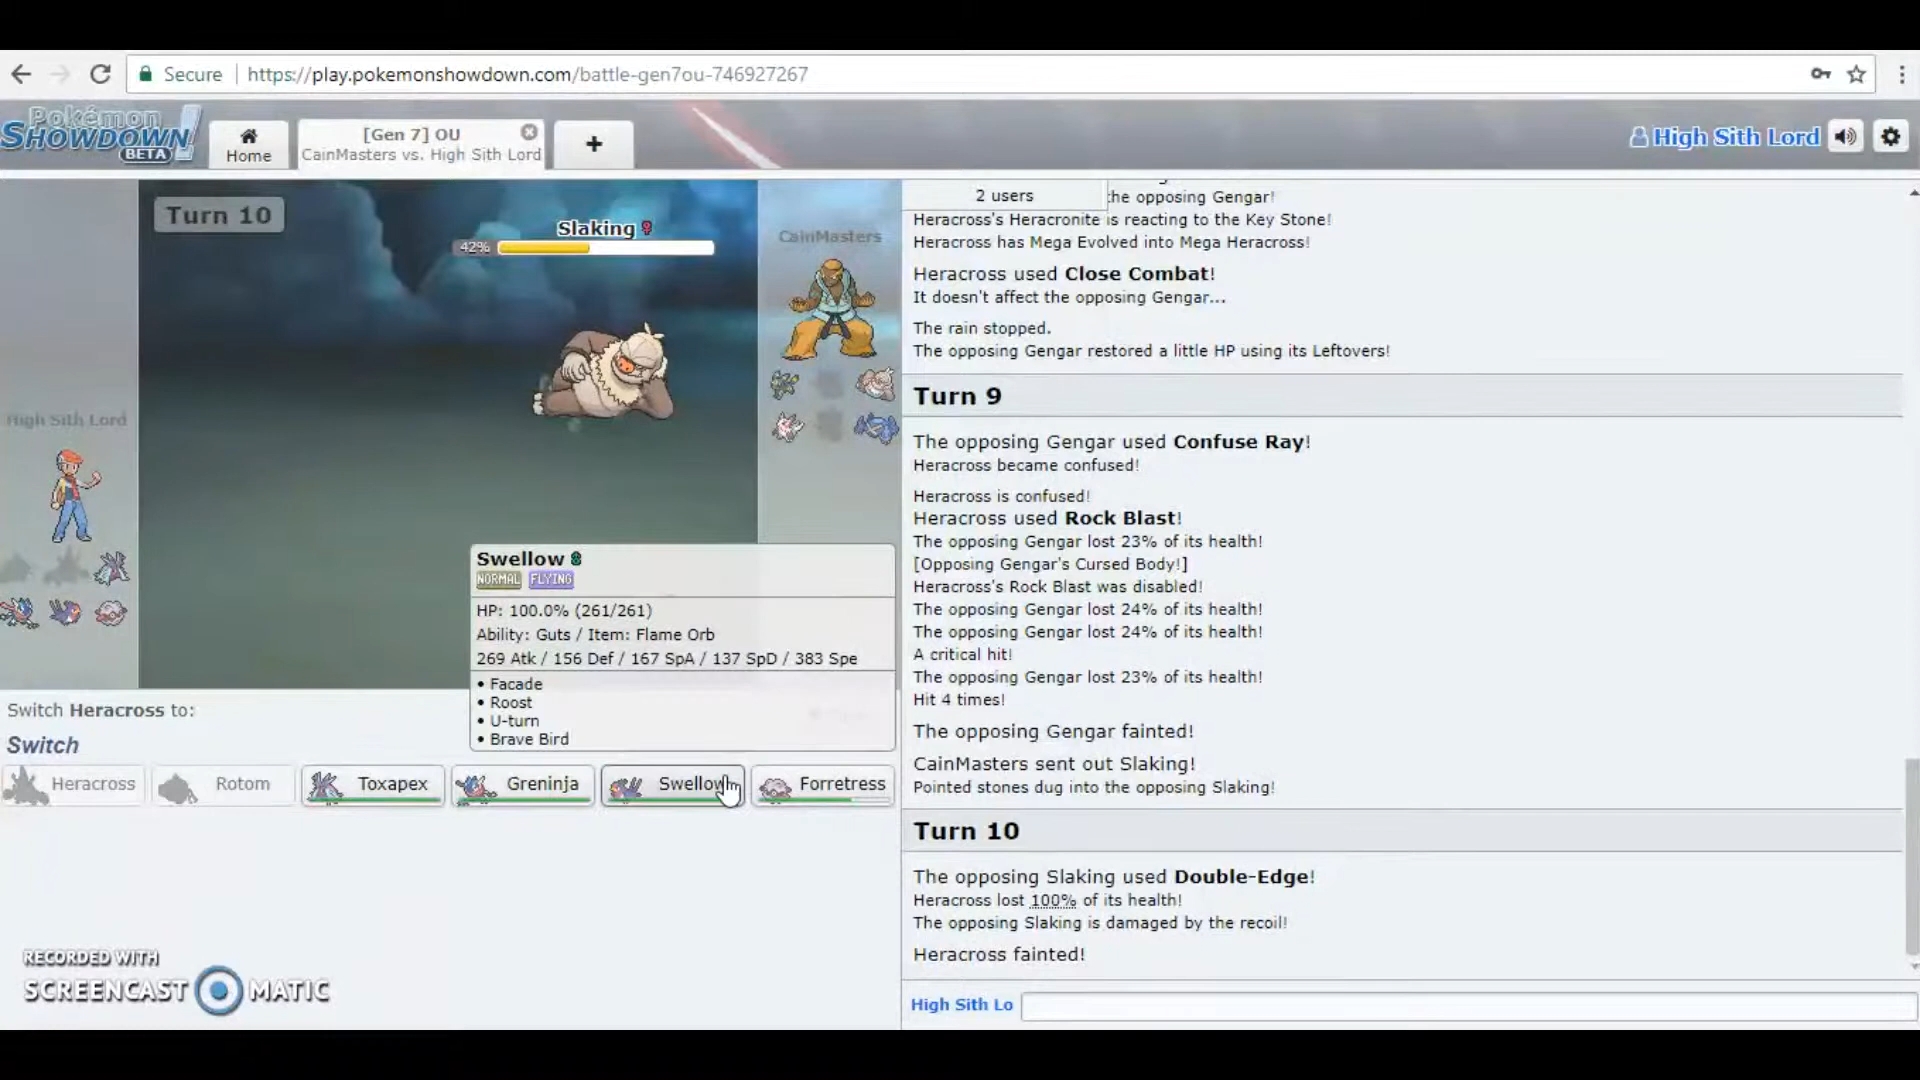 Secure
https://play.pokemonshowdown.com/battle-gen7ou-746927267
Pokémon
SHOWDOWN!
BETA
Home
[Gen 7] OU
CainMasters vs. High Sith Lord
+
High Sith Lord
Turn 10
Slaking
42%
CainMasters
High Sith Lord
Swellow
NORMAL FLYING
HP: 100.0% (261/261)
Ability: Guts / Item: Flame Orb
269 Atk / 156 Def / 167 SpA / 137 SpD / 383 Spe
• Facade
• Roost
• U-turn
• Brave Bird
Switch Heracross to:
Switch
Heracross
Rotom
Toxapex
Greninja
Swellow
Forretress
RECORDED WITH
SCREENCAST MATIC
2 users
the opposing Gengar!
Heracross's Heracronite is reacting to the Key Stone!
Heracross has Mega Evolved into Mega Heracross!
Heracross used Close Combat!
It doesn't affect the opposing Gengar...
The rain stopped.
The opposing Gengar restored a little HP using its Leftovers!
Turn 9
The opposing Gengar used Confuse Ray!
Heracross became confused!
Heracross is confused!
Heracross used Rock Blast!
The opposing Gengar lost 23% of its health!
[Opposing Gengar's Cursed Body!]
Heracross's Rock Blast was disabled!
The opposing Gengar lost 24% of its health!
The opposing Gengar lost 24% of its health!
A critical hit!
The opposing Gengar lost 23% of its health!
Hit 4 times!
The opposing Gengar fainted!
CainMasters sent out Slaking!
Pointed stones dug into the opposing Slaking!
Turn 10
The opposing Slaking used Double-Edge!
Heracross lost 100% of its health!
The opposing Slaking is damaged by the recoil!
Heracross fainted!
High Sith Lo